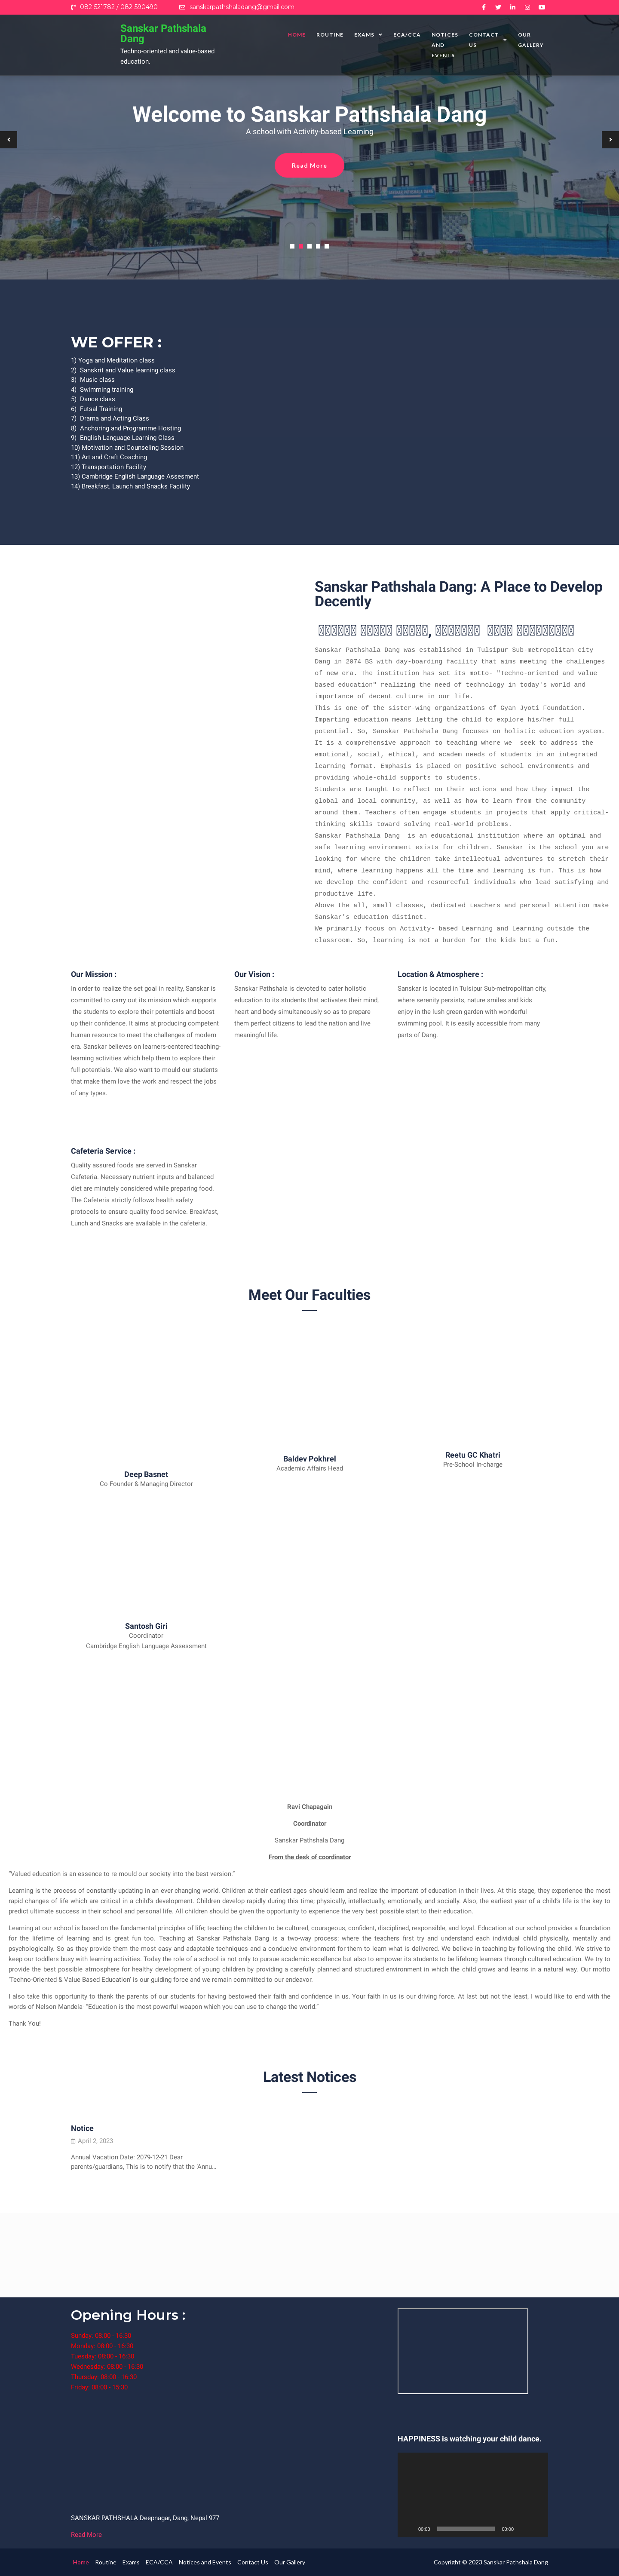 082-521782 / 082-590490
sanskarpathshaladang@gmail.com
Sanskar Pathshala
Dang
Techno-oriented and value-based
education.
HOME
ROUTINE
EXAMS
ECA/CCA
NOTICES
AND
EVENTS
CONTACT
US
OUR
GALLERY
Welcome to Sanskar Pathshala Dang
A school with Activity-based Learning
Read More
WE OFFER :
1) Yoga and Meditation class
2) Sanskrit and Value learning class
3) Music class
4) Swimming training
5) Dance class
6) Futsal Training
7) Drama and Acting Class
8) Anchoring and Programme Hosting
9) English Language Learning Class
10) Motivation and Counseling Session
11) Art and Craft Coaching
12) Transportation Facility
13) Cambridge English Language Assesment
14) Breakfast, Launch and Snacks Facility
Sanskar Pathshala Dang: A Place to Develop
Decently
Sanskar Pathshala Dang was established in Tulsipur Sub-metropolitan city
Dang in 2074 BS with day-boarding facility that aims meeting the challenges
of new era. The institution has set its motto- "Techno-oriented and value
based education" realizing the need of technology in today's world and
importance of decent culture in our life.
This is one of the sister-wing organizations of Gyan Jyoti Foundation.
Imparting education means letting the child to explore his/her full
potential. So, Sanskar Pathshala Dang focuses on holistic education system.
It is a comprehensive approach to teaching where we seek to address the
emotional, social, ethical, and academ needs of students in an integrated
learning format. Emphasis is placed on positive school environments and
providing whole-child supports to students.
Students are taught to reflect on their actions and how they impact the
global and local community, as well as how to learn from the community
around them. Teachers often engage students in projects that apply critical-
thinking skills toward solving real-world problems.
Sanskar Pathshala Dang is an educational institution where an optimal and
safe learning environment exists for children. Sanskar is the school you are
looking for where the children take intellectual adventures to stretch their
mind, where learning happens all the time and learning is fun. This is how
we develop the confident and resourceful individuals who lead satisfying and
productive life.
Above the all, small classes, dedicated teachers and personal attention make
Sanskar's education distinct.
We primarily focus on Activity- based Learning and Learning outside the
classroom. So, learning is not a burden for the kids but a fun.
Our Mission :
In order to realize the set goal in reality, Sanskar is
committed to carry out its mission which supports
the students to explore their potentials and boost
up their confidence. It aims at producing competent
human resource to meet the challenges of modern
era. Sanskar believes on learners-centered teaching-
learning activities which help them to explore their
full potentials. We also want to mould our students
that make them love the work and respect the jobs
of any types.
Our Vision :
Sanskar Pathshala is devoted to cater holistic
education to its students that activates their mind,
heart and body simultaneously so as to prepare
them perfect citizens to lead the nation and live
meaningful life.
Location & Atmosphere :
Sanskar is located in Tulsipur Sub-metropolitan city,
where serenity persists, nature smiles and kids
enjoy in the lush green garden with wonderful
swimming pool. It is easily accessible from many
parts of Dang.
Cafeteria Service :
Quality assured foods are served in Sanskar
Cafeteria. Necessary nutrient inputs and balanced
diet are minutely considered while preparing food.
The Cafeteria strictly follows health safety
protocols to ensure quality food service. Breakfast,
Lunch and Snacks are available in the cafeteria.
Meet Our Faculties
Deep Basnet
Co-Founder & Managing Director
Baldev Pokhrel
Academic Affairs Head
Reetu GC Khatri
Pre-School In-charge
Santosh Giri
Coordinator
Cambridge English Language Assessment
Ravi Chapagain
Coordinator
Sanskar Pathshala Dang
From the desk of coordinator
"Valued education is an essence to re-mould our society into the best version."
Learning is the process of constantly updating in an ever changing world. Children at their earliest ages should learn and realize the important of education in their lives. At this stage, they experience the most
rapid changes of life which are critical in a child's development. Children develop rapidly during this time; physically, intellectually, emotionally, and socially. Also, the earliest year of a child's life is the key to
predict ultimate success in their school and personal life. All children should be given the opportunity to experience the very best possible start to their education.
Learning at our school is based on the fundamental principles of life; teaching the children to be cultured, courageous, confident, disciplined, responsible, and loyal. Education at our school provides a foundation
for the lifetime of learning and is great fun too. Teaching at Sanskar Pathshala Dang is a two-way process; where the teachers first try and understand each individual child physically, mentally and
psychologically. So as they provide them the most easy and adaptable techniques and a conducive environment for them to learn what is delivered. We believe in teaching by following the child. We strive to
keep our toddlers busy with learning activities. Today the role of a school is not only to pursue academic excellence but also to empower its students to be lifelong learners through cultured education. We try to
provide the best possible atmosphere for healthy development of young children by providing a carefully planned and structured environment in which the child grows and learns in a natural way. Our motto
'Techno-Oriented & Value Based Education' is our guiding force and we remain committed to our endeavor.
I also take this opportunity to thank the parents of our students for having bestowed their faith and confidence in us. Your faith in us is our driving force. At last but not the least, I would like to end with the
words of Nelson Mandela- "Education is the most powerful weapon which you can use to change the world."
Thank You!
Latest Notices
Notice
April 2, 2023
Annual Vacation Date: 2079-12-21 Dear
parents/guardians, This is to notify that the 'Annu...
Opening Hours :
Sunday: 08:00 - 16:30
Monday: 08:00 - 16:30
Tuesday: 08:00 - 16:30
Wednesday: 08:00 - 16:30
Thursday: 08:00 - 16:30
Friday: 08:00 - 16:30
HAPPINESS is watching your child dance.
00:00
00:00
SANSKAR PATHSHALA Deepnagar, Dang, Nepal 977
Read More
Home
Routine
Exams
ECA/CCA
Notices and Events
Contact Us
Our Gallery
Copyright © 2023 Sanskar Pathshala Dang